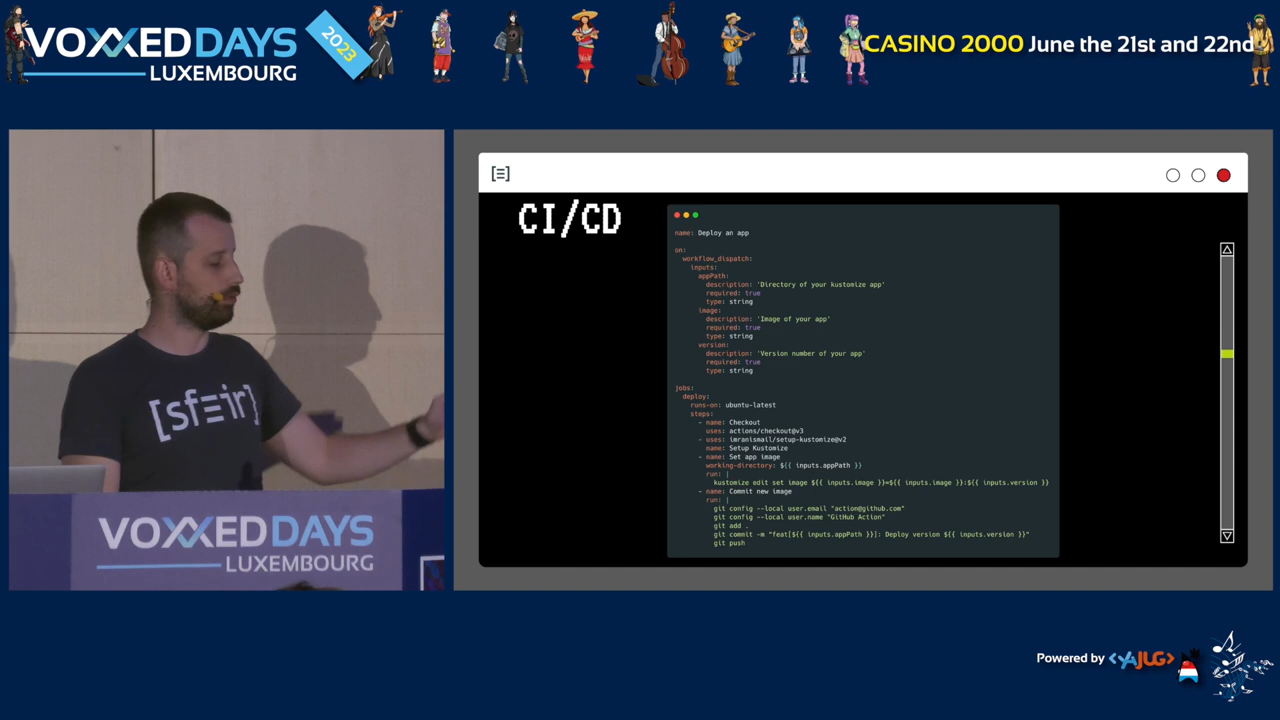 VOXXEDDAYS
LUXEMBOURG
2023
CASINO 2000 June the 21st and 22nd
[sf=ir]
VOXXEDDAYS
LUXEMBOURG
CI/CD
name: Deploy an app
on:
workflow_dispatch:
inputs:
appPath:
description: 'Directory of your kustomize app'
required: true
type: string
image:
description: 'Image of your app'
required: true
type: string
version:
description: 'Version number of your app'
required: true
type: string
jobs:
deploy:
runs-on: ubuntu-latest
steps:
- name: Checkout
uses: actions/checkout@v3
- uses: imranismail/setup-kustomize@v2
name: Setup Kustomize
- name: Set app image
working-directory: ${{ inputs.appPath }}
run: |
kustomize edit set image ${{ inputs.image }}=${{ inputs.image }}:${{ inputs.version }}
- name: Commit new image
run: |
git config --local user.email "action@github.com"
git config --local user.name "GitHub Action"
git add .
git commit -m "feat[${{ inputs.appPath }}]: Deploy version ${{ inputs.version }}"
git push
Powered by <YAJUG>